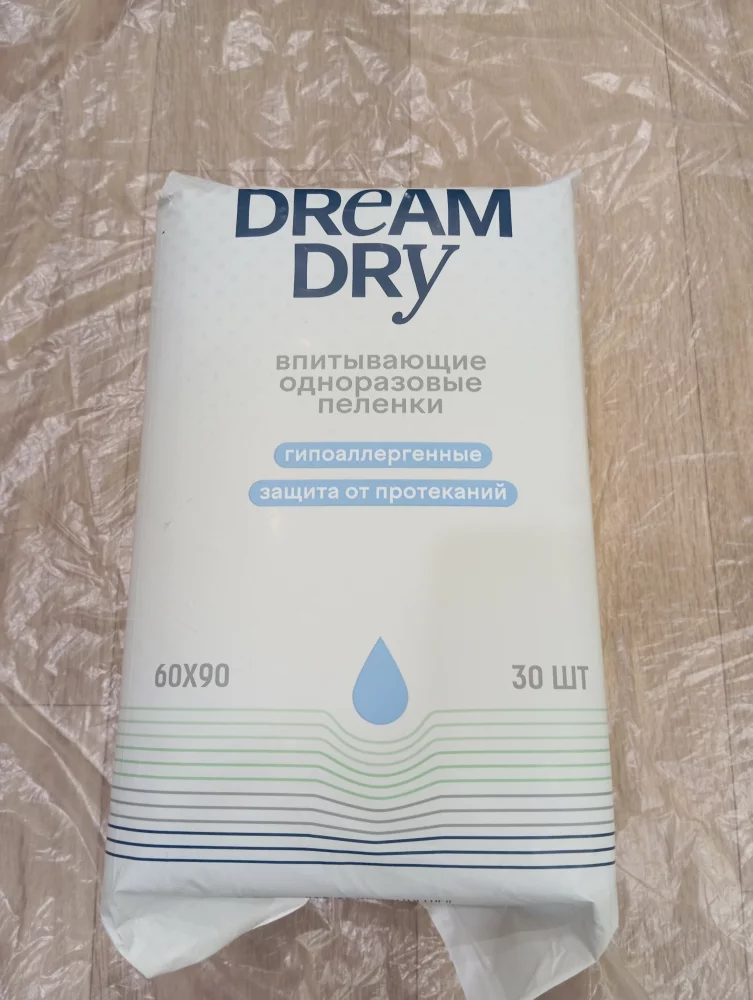 DREAM
DRY
впитывающие
одноразовые
пеленки
гипоаллергенные
защита от протеканий
60X90
30 ШТ